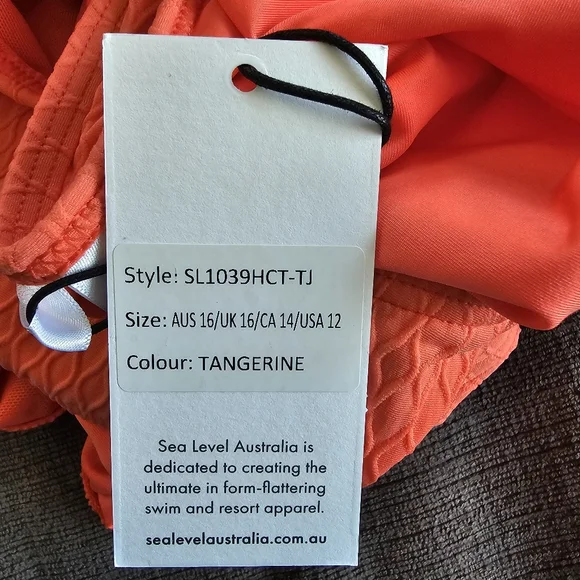 Style: SL1039HCT-TJ
Size: AUS 16/UK 16/CA 14/USA 12
Colour: TANGERINE
Sea Level Australia is
dedicated to creating the
ultimate in form-flattering
swim and resort apparel.
sealevelaustralia.com.au